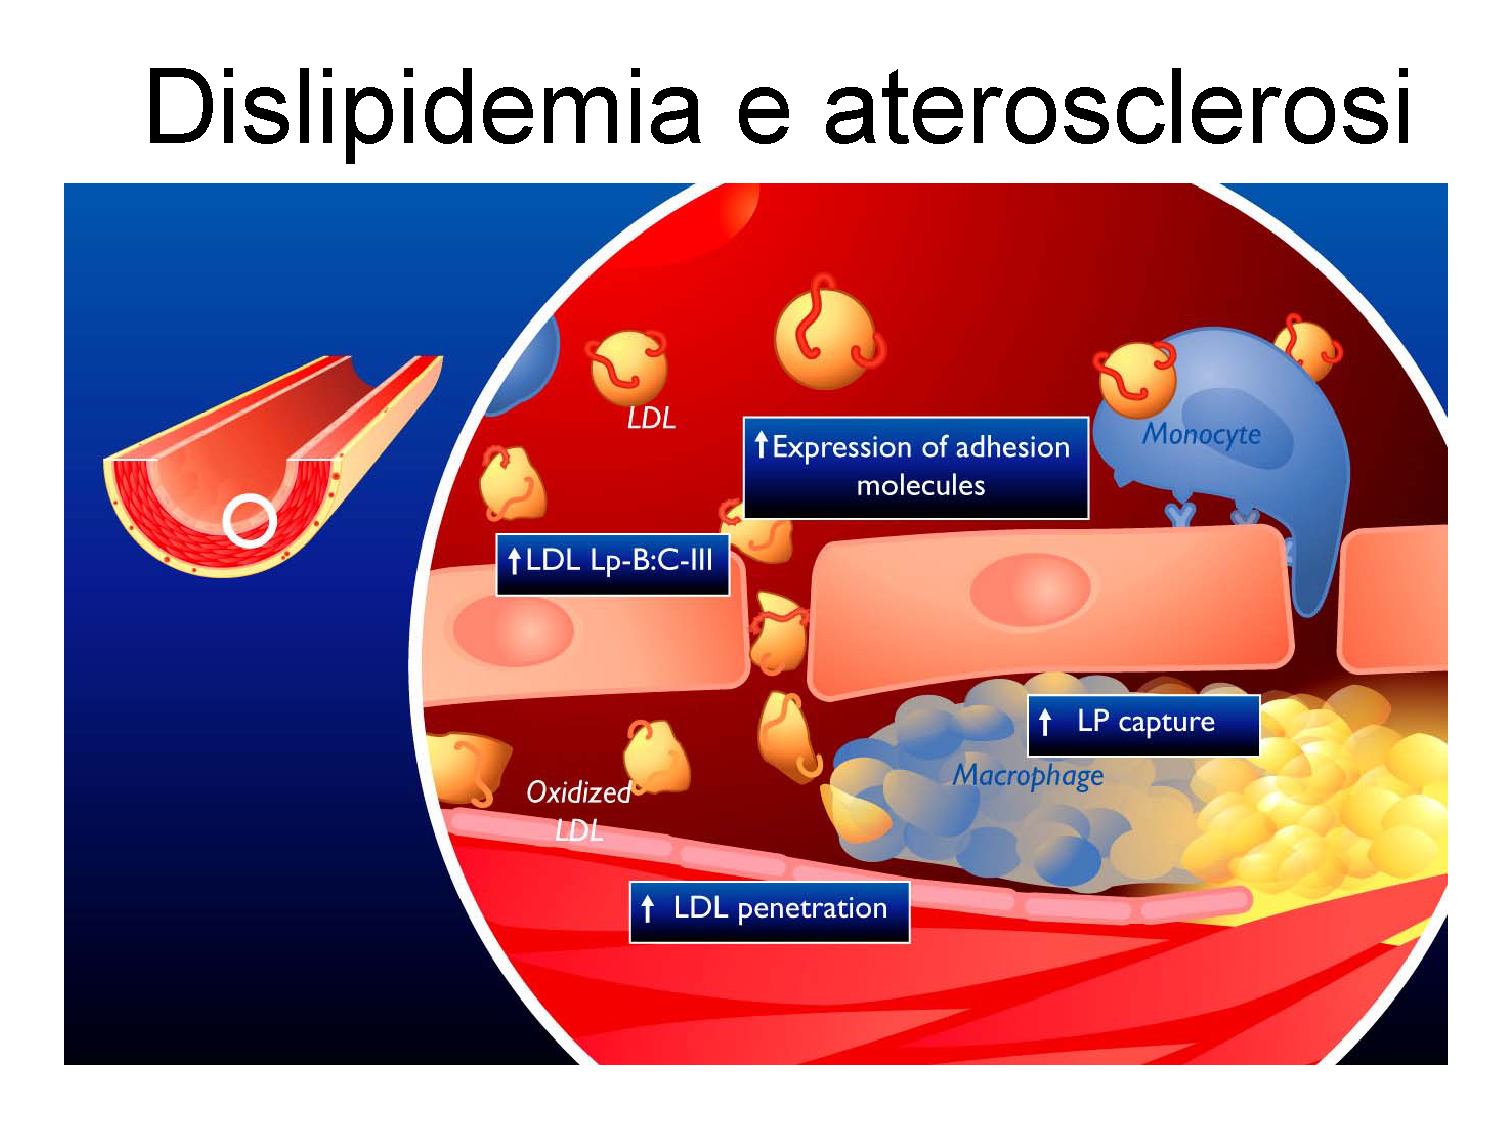 Dislipidemia e aterosclerosi
LDL
↑Expression of adhesion
molecules
Monocyte
↑LDL Lp-B:C-III
↑ LP capture
Macrophage
Oxidized
LDL
↑ LDL penetration